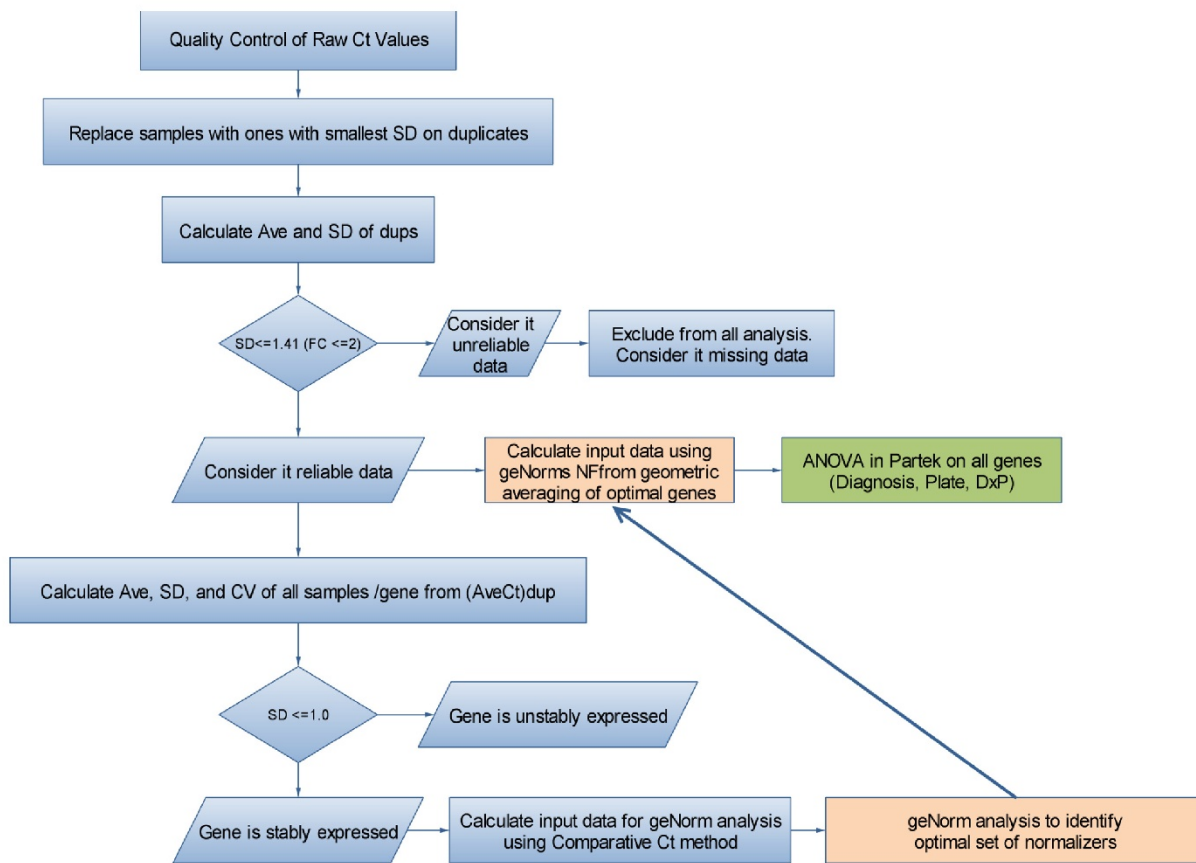 Quality Control of Raw Ct Values
Replace samples with ones with smallest SD on duplicates
Calculate Ave and SD of dups
SD<=1.41 (FC <=2)
Consider it
unreliable
data
Exclude from all analysis.
Consider it missing data
Consider it reliable data
Calculate input data using
geNorms NFfrom geometric
averaging of optimal genes
ANOVA in Partek on all genes
(Diagnosis, Plate, DxP)
Calculate Ave, SD, and CV of all samples /gene from (AveCt)dup
SD <=1.0
Gene is unstably expressed
Gene is stably expressed
Calculate input data for geNorm analysis
using Comparative Ct method
geNorm analysis to identify
optimal set of normalizers